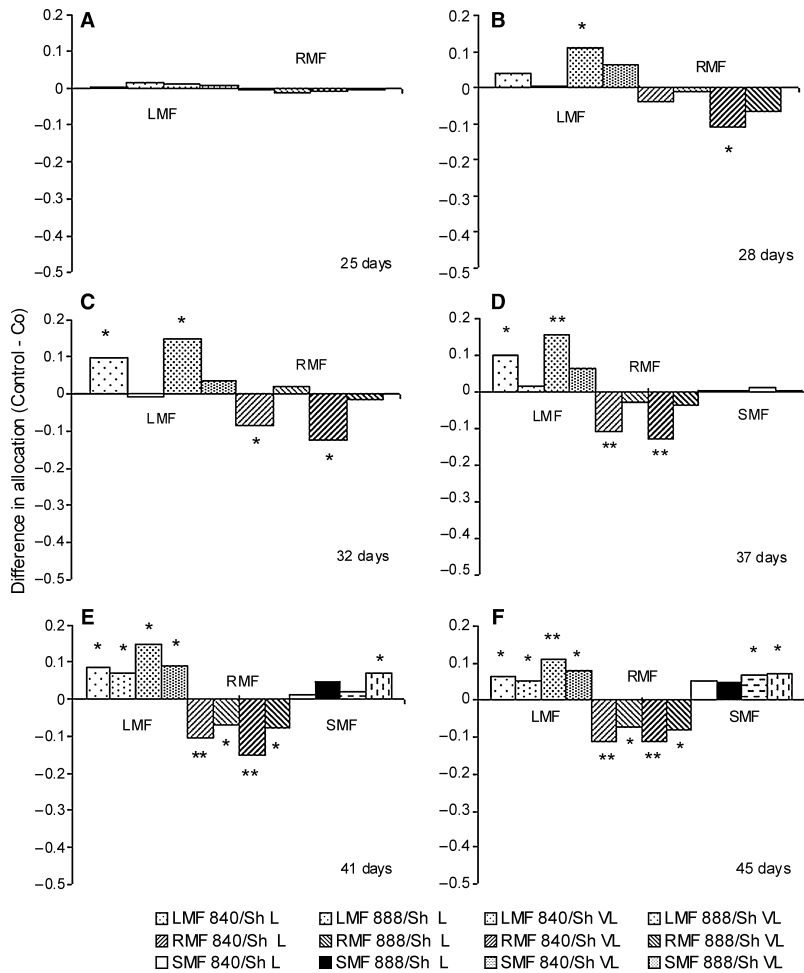 Difference in allocation (Control - Co)
A
0.2
0.1
0
−0.1
−0.2
−0.3
−0.4
−0.5
RMF
LMF
25 days
B
0.2
0.1
0
−0.1
−0.2
−0.3
−0.4
−0.5
*
RMF
LMF
*
28 days
C
0.2
0.1
0
−0.1
−0.2
−0.3
−0.4
−0.5
* *
RMF
LMF
* *
32 days
D
0.2
0.1
0
−0.1
−0.2
−0.3
−0.4
−0.5
* **
RMF
LMF SMF
** **
37 days
E
0.2
0.1
0
−0.1
−0.2
−0.3
−0.4
−0.5
* * * * *
RMF
LMF SMF
** * ** *
41 days
F
0.2
0.1
0
−0.1
−0.2
−0.3
−0.4
−0.5
* * ** * * *
RMF
LMF SMF
** * ** *
45 days
LMF 840/Sh L LMF 888/Sh L LMF 840/Sh VL LMF 888/Sh VL
RMF 840/Sh L RMF 888/Sh L RMF 840/Sh VL RMF 888/Sh VL
SMF 840/Sh L SMF 888/Sh L SMF 840/Sh VL SMF 888/Sh VL